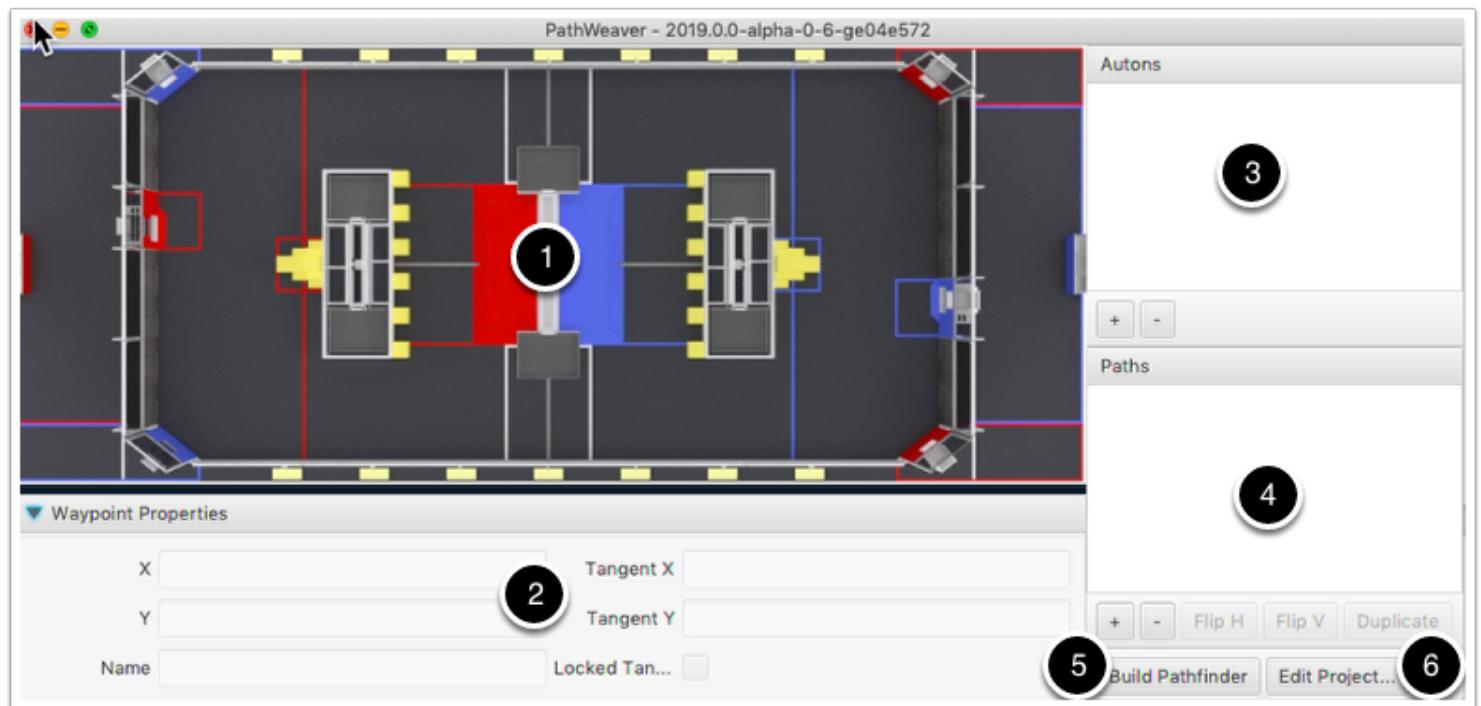 PathWeaver - 2019.0.0-alpha-0-6-ge04e572
Autons
3
1
+ -
Paths
4
Waypoint Properties
X
Tangent X
2
Y
Tangent Y
Name
Locked Tan...
+ - Flip H Flip V Duplicate
5 Build Pathfinder Edit Project... 6